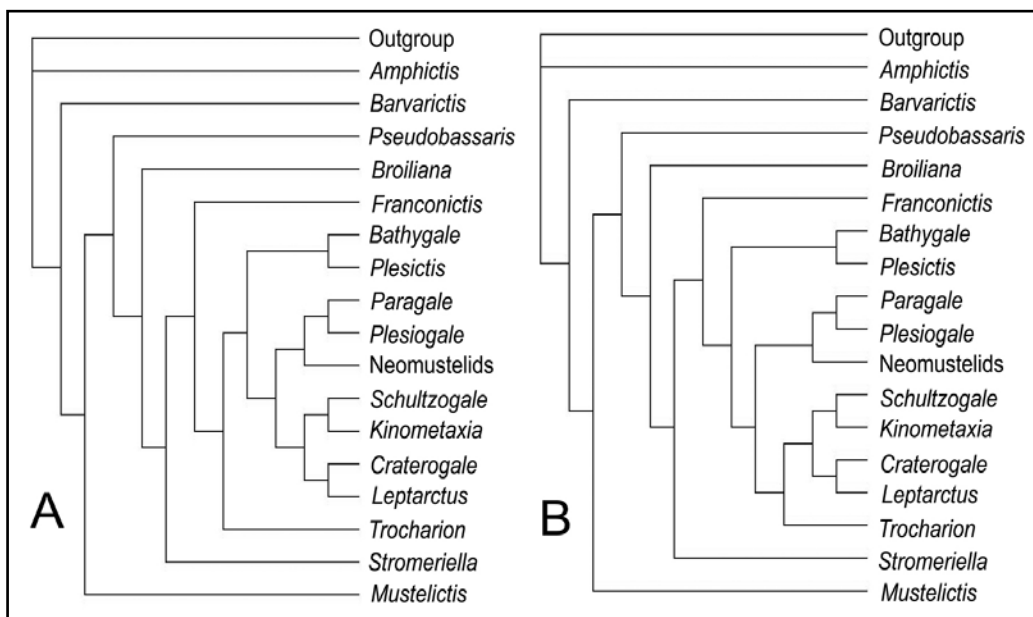 Outgroup
Amphictis
Barvarictis
Pseudobassaris
Broiliana
Franconictis
Bathygale
Plesictis
Paragale
Plesiogale
Neomustelids
Schultzogale
Kinometaxia
Craterogale
Leptarctus
Trocharion
Stromeriella
Mustelictis
A
Outgroup
Amphictis
Barvarictis
Pseudobassaris
Broiliana
Franconictis
Bathygale
Plesictis
Paragale
Plesiogale
Neomustelids
Schultzogale
Kinometaxia
Craterogale
Leptarctus
Trocharion
Stromeriella
Mustelictis
B